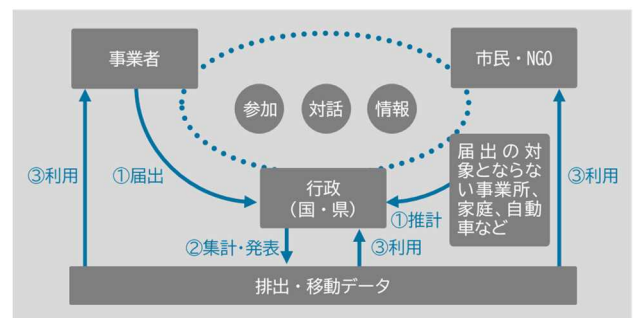 事業者
市民・NGO
参加
対話
情報
③利用
①届出
届出の対
象とならな
い事業所、
家庭、自動
車など
③利用
行政
（国・県）
①推計
②集計・発表
③利用
排出・移動データ